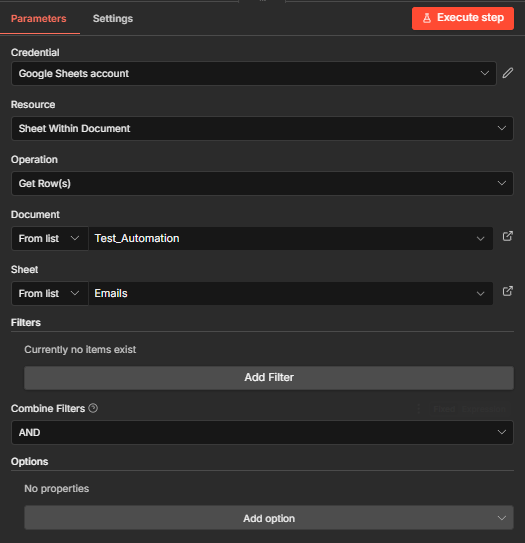 Parameters Settings Execute step
Credential
Google Sheets account
Resource
Sheet Within Document
Operation
Get Row(s)
Document
From list Test_Automation
Sheet
From list Emails
Filters
Currently no items exist
Add Filter
Combine Filters
AND
Options
No properties
Add option